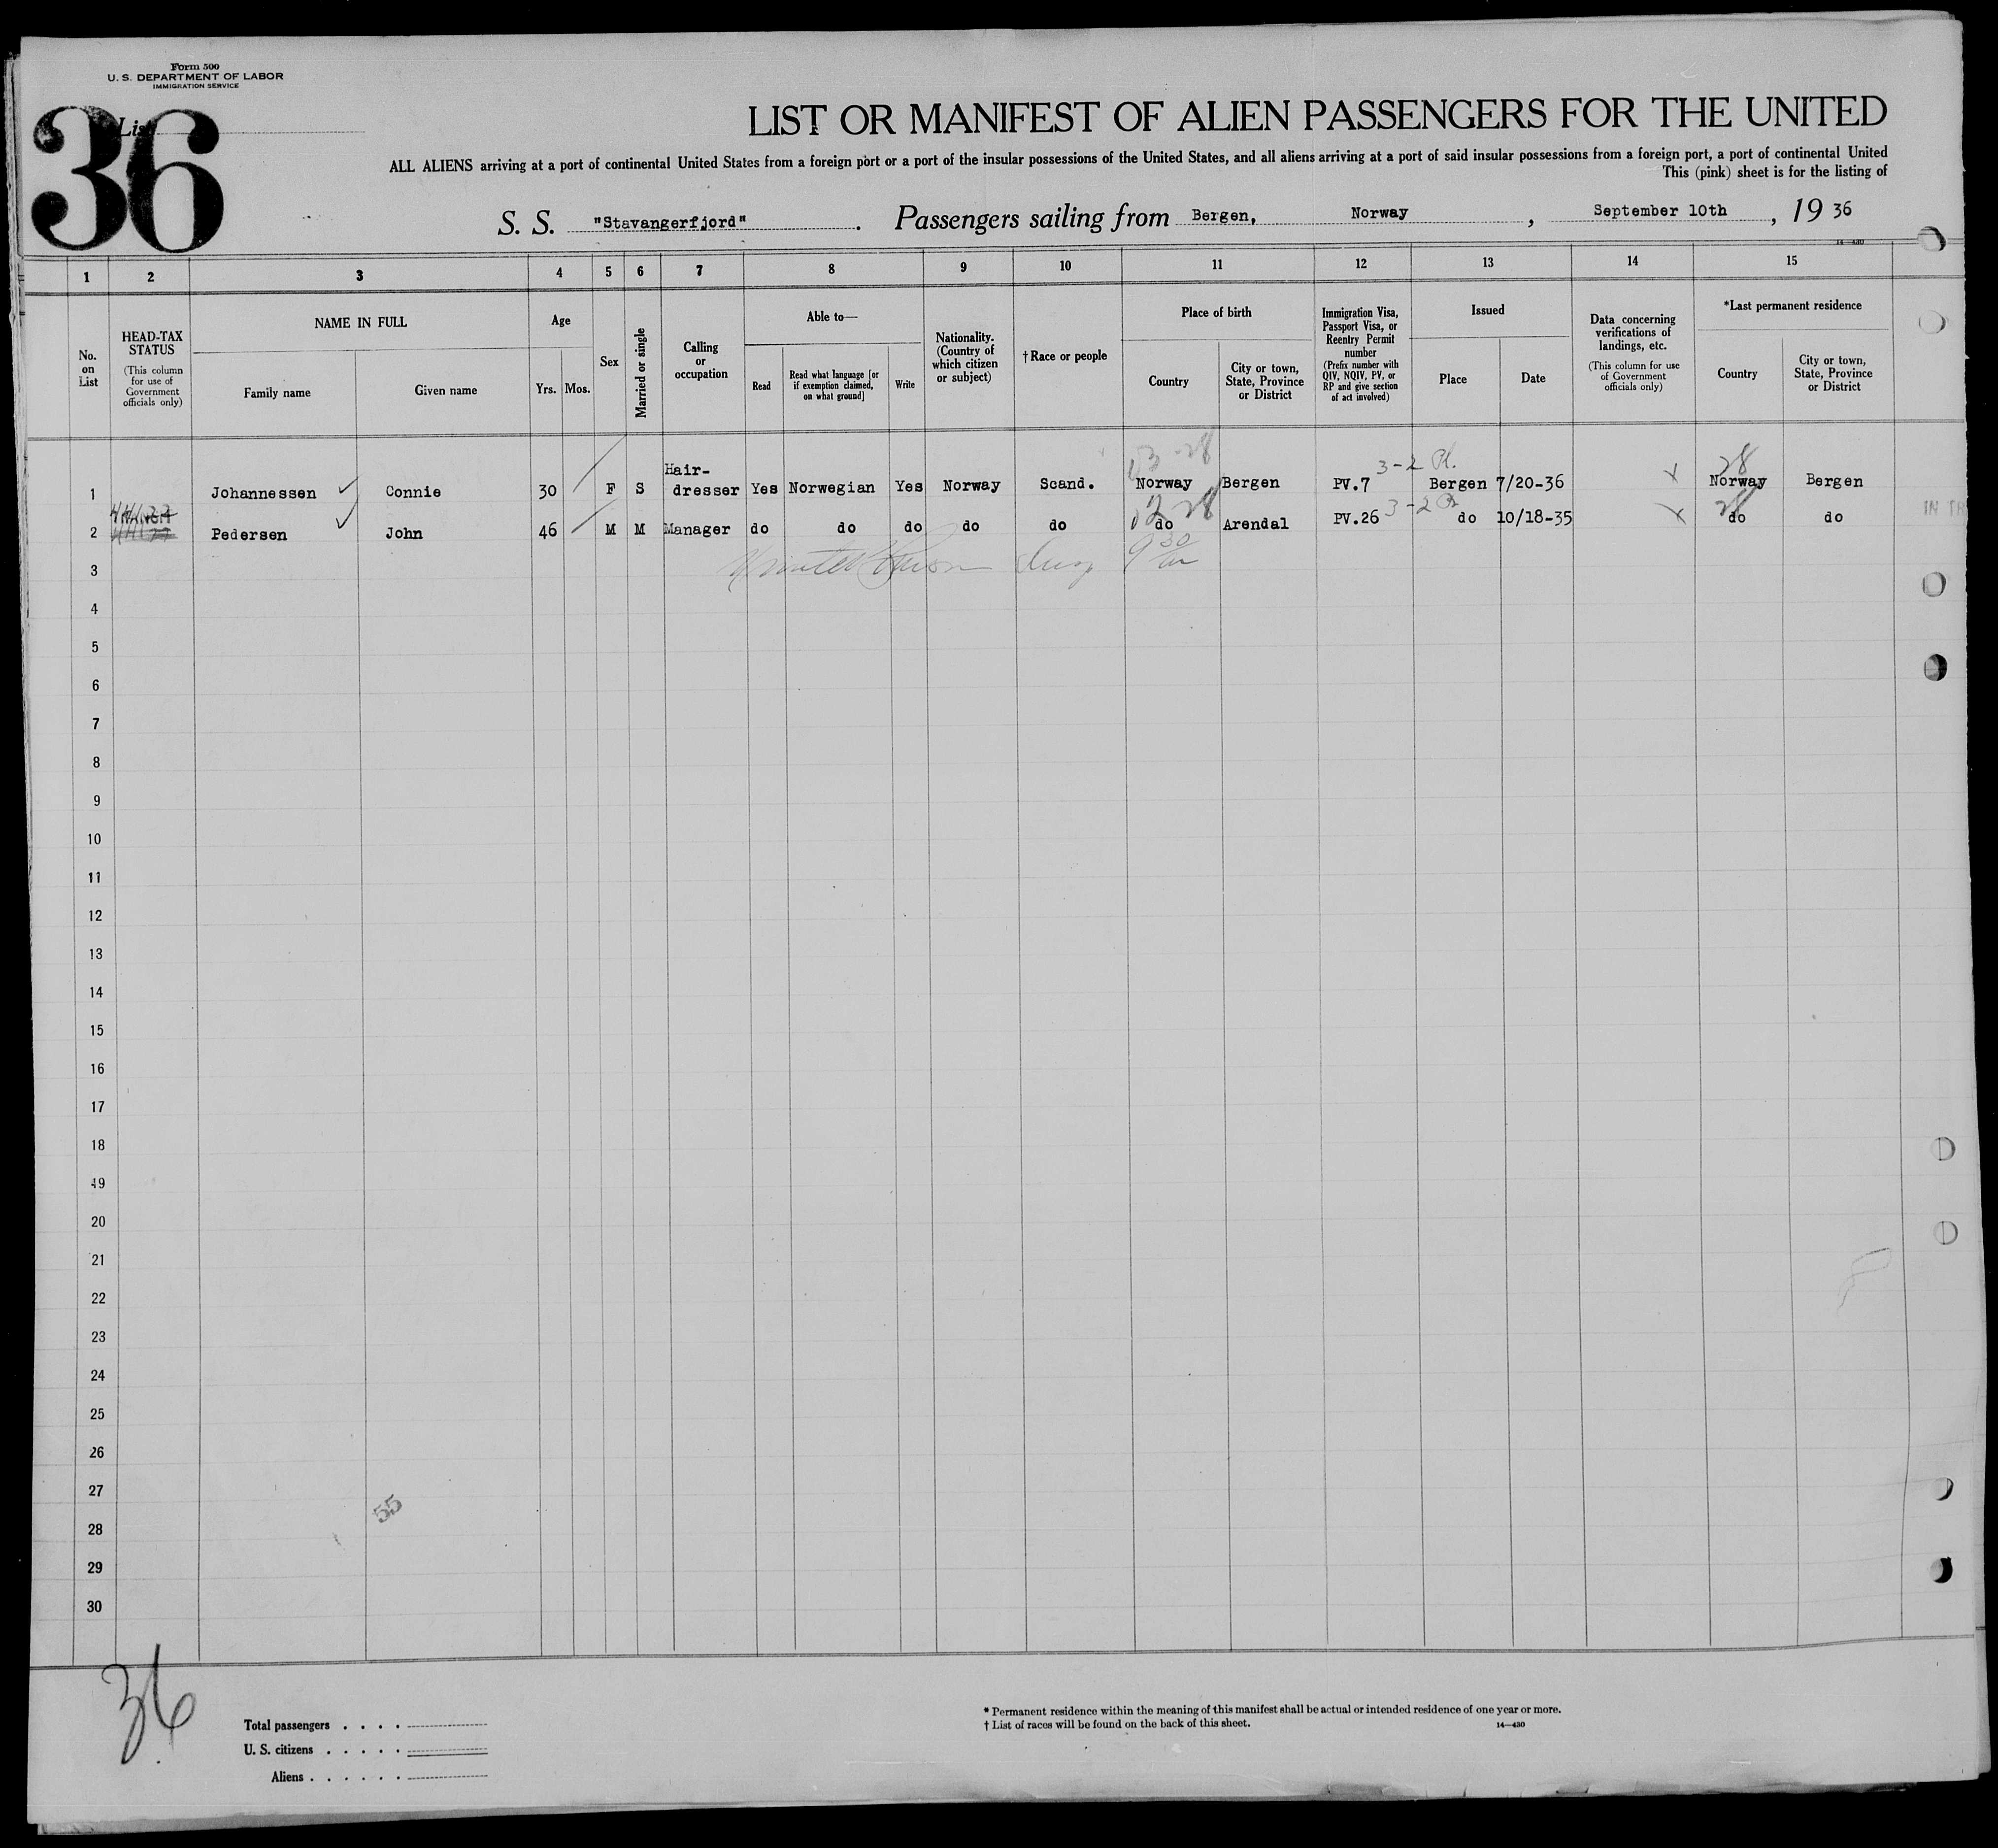 Form 500
U. S. DEPARTMENT OF LABOR
IMMIGRATION SERVICE
36
List
LIST OR MANIFEST OF ALIEN PASSENGERS FOR THE UNITED
ALL ALIENS arriving at a port of continental United States from a foreign port or a port of the insular possessions of the United States, and all aliens arriving at a port of said insular possessions from a foreign port, a port of continental United
This (pink) sheet is for the listing of
S. S. "Stavangerfjord". Passengers sailing from Bergen, Norway, September 10th, 19 36
14—430
1 2 3 4 5 6 7 8 9 10 11 12 13 14 15
No. on List
HEAD-TAX STATUS
(This column for use of Government officials only)
NAME IN FULL
Family name
Given name
Age
Yrs. Mos.
Sex
Married or single
Calling or occupation
Able to—
Read
Read what language [or if exemption claimed, on what ground]
Write
Nationality. (Country of which citizen or subject)
†Race or people
Place of birth
Country
City or town, State, Province or District
Immigration Visa, Passport Visa, or Reentry Permit number
(Prefix number with QIV, NQIV, PV, or RP and give section of act involved)
Issued
Place
Date
Data concerning verifications of landings, etc.
(This column for use of Government officials only)
*Last permanent residence
Country
City or town, State, Province or District
3-28 3-2 28
1 Johannessen Connie 30 F S Hair-dresser Yes Norwegian Yes Norway Scand. Norway Bergen PV.7 Bergen 7/20-36 Norway Bergen
28 3-2 28
2 Pedersen John 46 M M Manager do do do do do do Arendal PV.26 do 10/18-35 do do
IN TR
3 9 30
4
5
6
7
8
9
10
11
12
13
14
15
16
17
18
19
20
21
22
23
24
25
26
27
55
28
29
30
36
Total passengers . . . .
U. S. citizens . . . . .
Aliens . . . . . .
* Permanent residence within the meaning of this manifest shall be actual or intended residence of one year or more.
† List of races will be found on the back of this sheet.
14—430